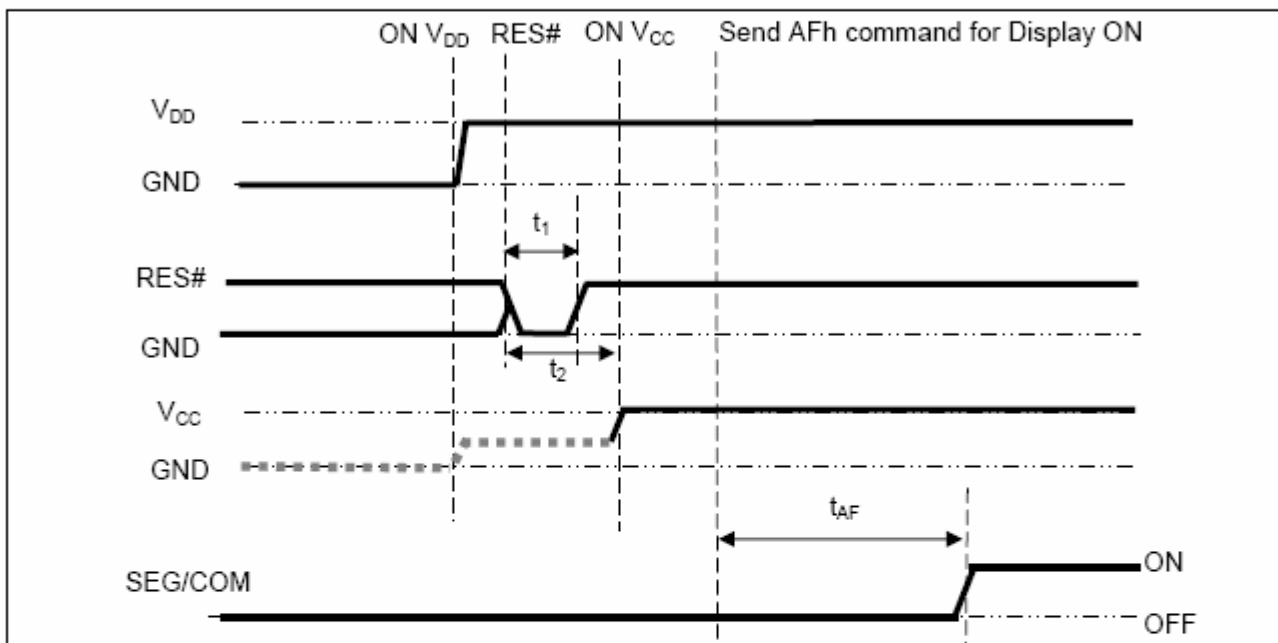 ON VDD RES# ON VCC Send AFh command for Display ON
VDD
GND
t1
RES#
GND
t2
VCC
GND
tAF
SEG/COM
ON
OFF